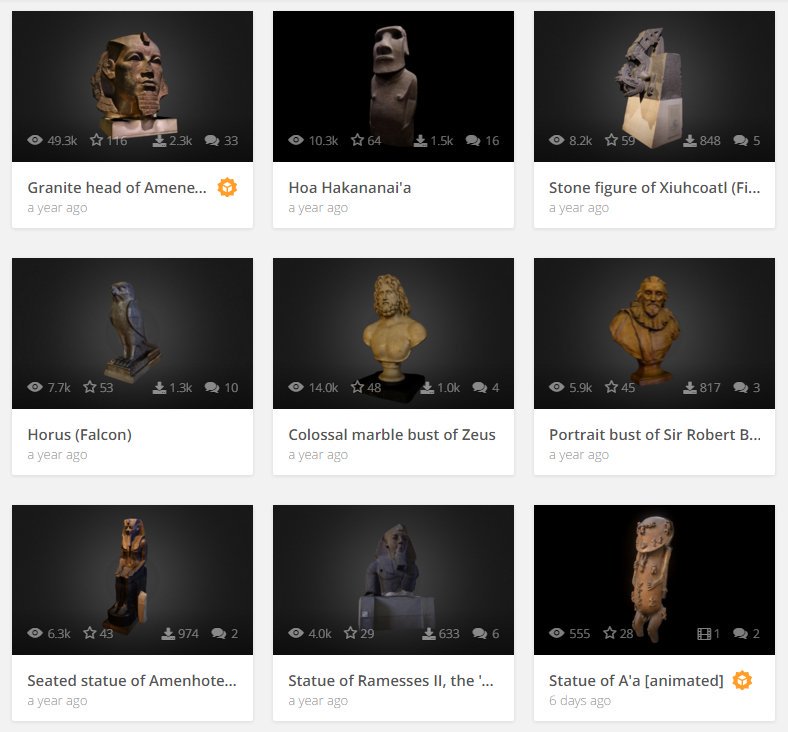 49.3k 116 2.3k 33
10.3k 64 1.5k 16
8.2k 59 848 5
Granite head of Amene...
Hoa Hakananai'a
Stone figure of Xiuhcoatl (Fi...
a year ago
a year ago
a year ago
7.7k 53 1.3k 10
14.0k 48 1.0k 4
5.9k 45 817 3
Horus (Falcon)
Colossal marble bust of Zeus
Portrait bust of Sir Robert B...
a year ago
a year ago
a year ago
6.3k 43 974 2
4.0k 29 633 6
555 28 1 2
Seated statue of Amenhote...
Statue of Ramesses II, the '...
Statue of A'a [animated]
a year ago
a year ago
6 days ago